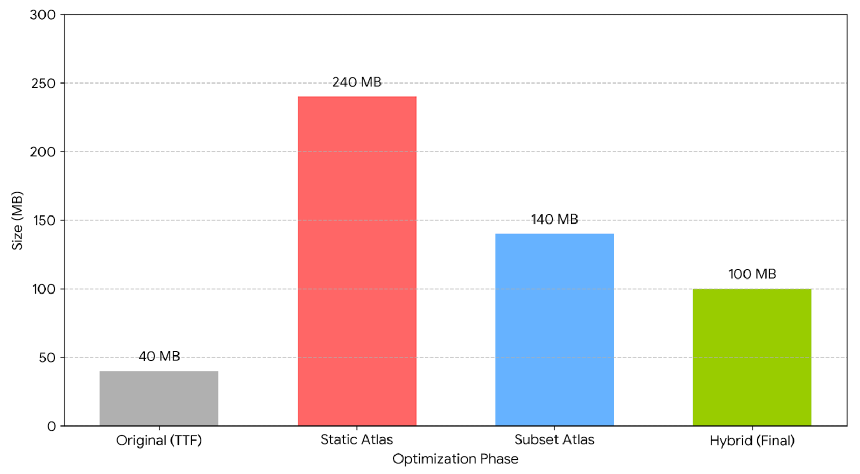 300
250
200
150
100
50
0
Size (MB)
40 MB
240 MB
140 MB
100 MB
Original (TTF)
Static Atlas
Subset Atlas
Hybrid (Final)
Optimization Phase